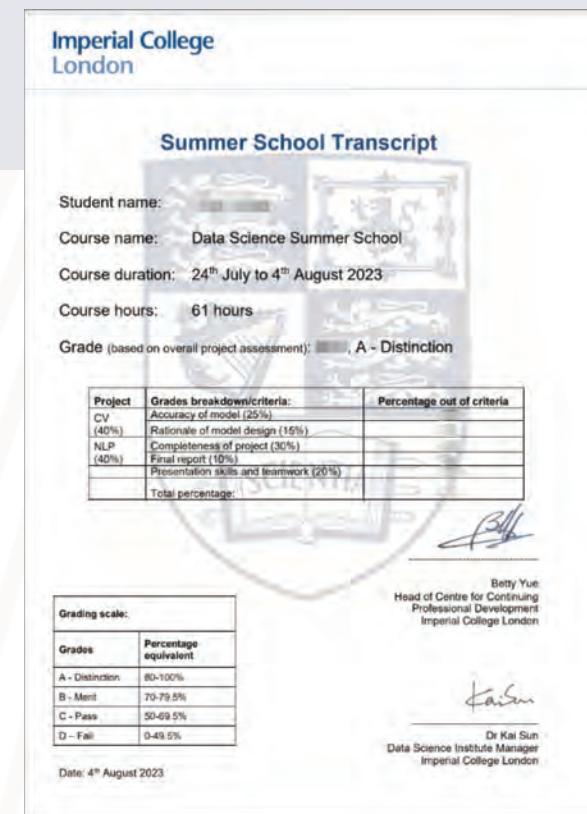 Imperial College
London
Summer School Transcript
Student name:
Course name: Data Science Summer School
Course duration: 24th July to 4th August 2023
Course hours: 61 hours
Grade (based on overall project assessment): , A - Distinction
Project Grades breakdown/criteria: Percentage out of criteria
CV Accuracy of model (25%)
(40%) Rationale of model design (15%)
NLP Completeness of project (30%)
(40%) Final report (10%)
Presentation skills and teamwork (20%)
Total percentage:
SCIENTIA
Betty Yue
Head of Centre for Continuing
Professional Development
Imperial College London
Grading scale:
Grades Percentage
equivalent
A - Distinction 80-100%
B - Merit 70-79.5%
C - Pass 50-69.5%
D – Fail 0-49.5%
Kai Sun
Dr Kai Sun
Data Science Institute Manager
Imperial College London
Date: 4th August 2023